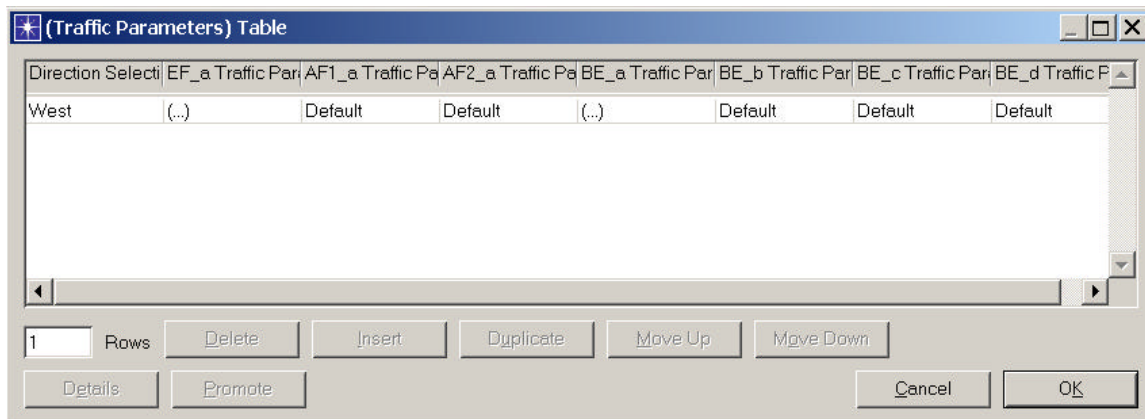 (Traffic Parameters) Table
Direction Selecti EF_a Traffic Par AF1_a Traffic Pa AF2_a Traffic Pa BE_a Traffic Par BE_b Traffic Par BE_c Traffic Par BE_d Traffic P
West (...) Default Default (...) Default Default Default
1 Rows Delete Insert Duplicate Move Up Move Down
Details Promote Cancel OK